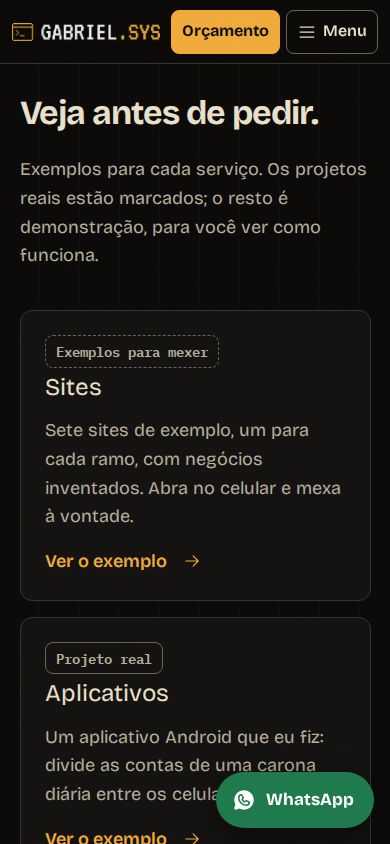 GABRIEL.SYS
Orçamento
Menu
Veja antes de pedir.
Exemplos para cada serviço. Os projetos
reais estão marcados; o resto é
demonstração, para você ver como
funciona.
Exemplos para mexer
Sites
Sete sites de exemplo, um para
cada ramo, com negócios
inventados. Abra no celular e mexa
à vontade.
Ver o exemplo →
Projeto real
Aplicativos
Um aplicativo Android que eu fiz:
divide as contas de uma carona
diária entre os
WhatsApp
Ver o exemplo →